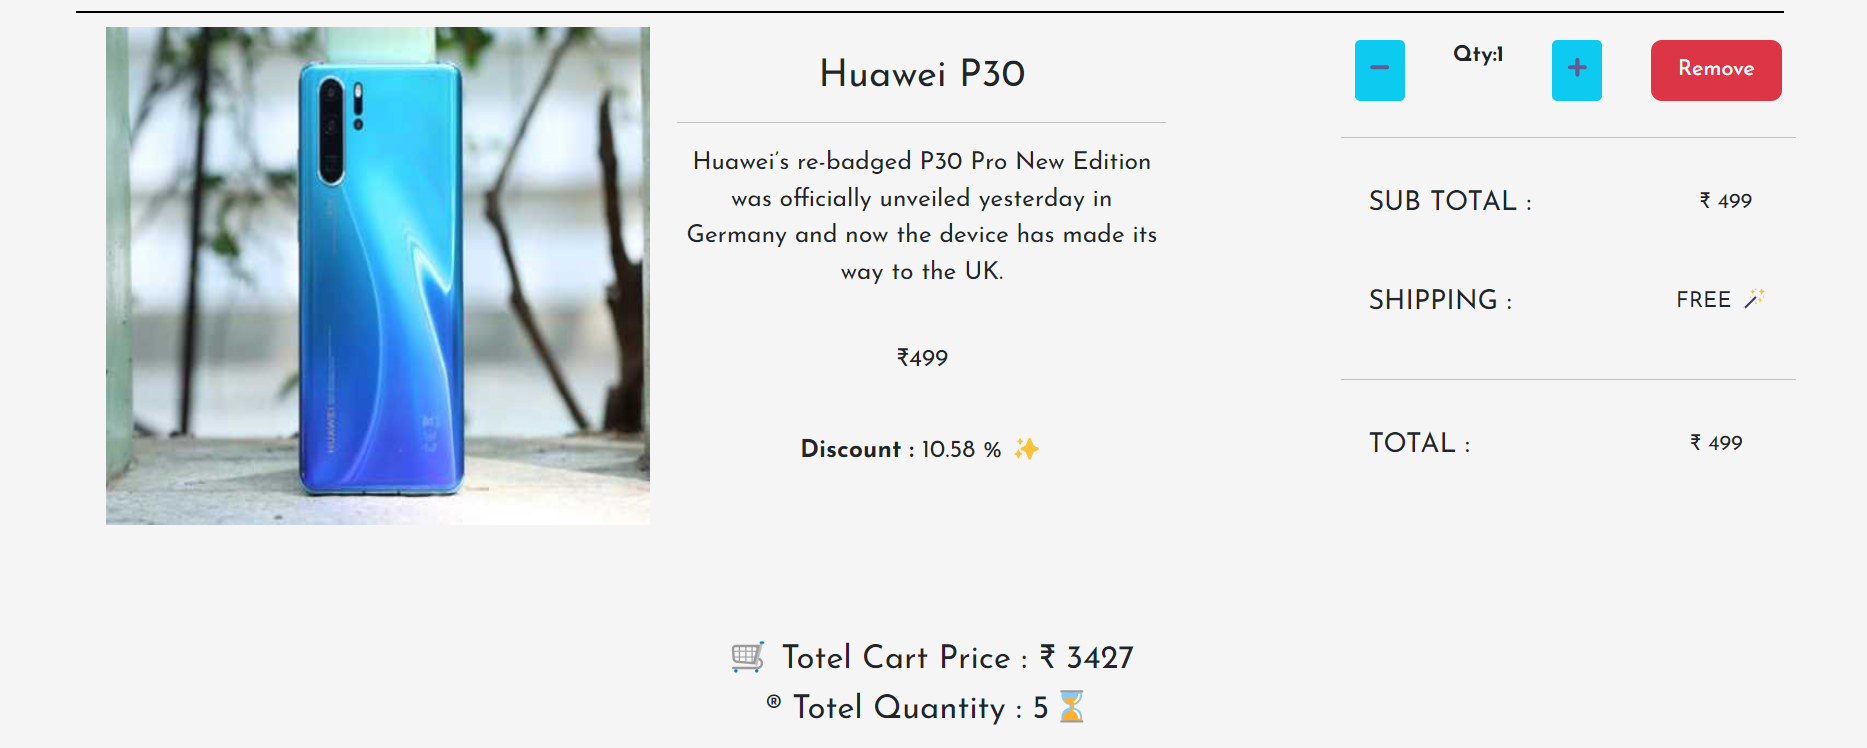 Huawei P30
Huawei's re-badged P30 Pro New Edition
was officially unveiled yesterday in
Germany and now the device has made its
way to the UK.
₹499
Discount : 10.58 % ✨
− Qty:1 + Remove
SUB TOTAL : ₹ 499
SHIPPING : FREE 🪄
TOTAL : ₹ 499
HUAWEI
🛒 Totel Cart Price : ₹ 3427
® Totel Quantity : 5⏳